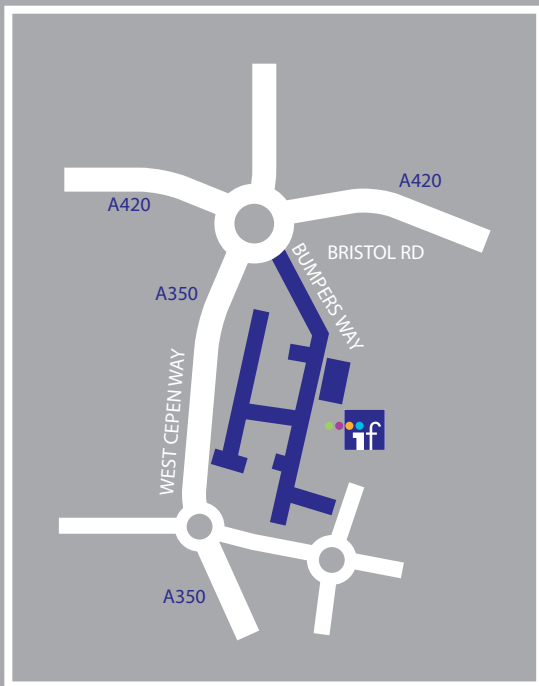 A420
A420
BRISTOL RD
BUMPERS WAY
A350
WEST CEPEN WAY
if
A350